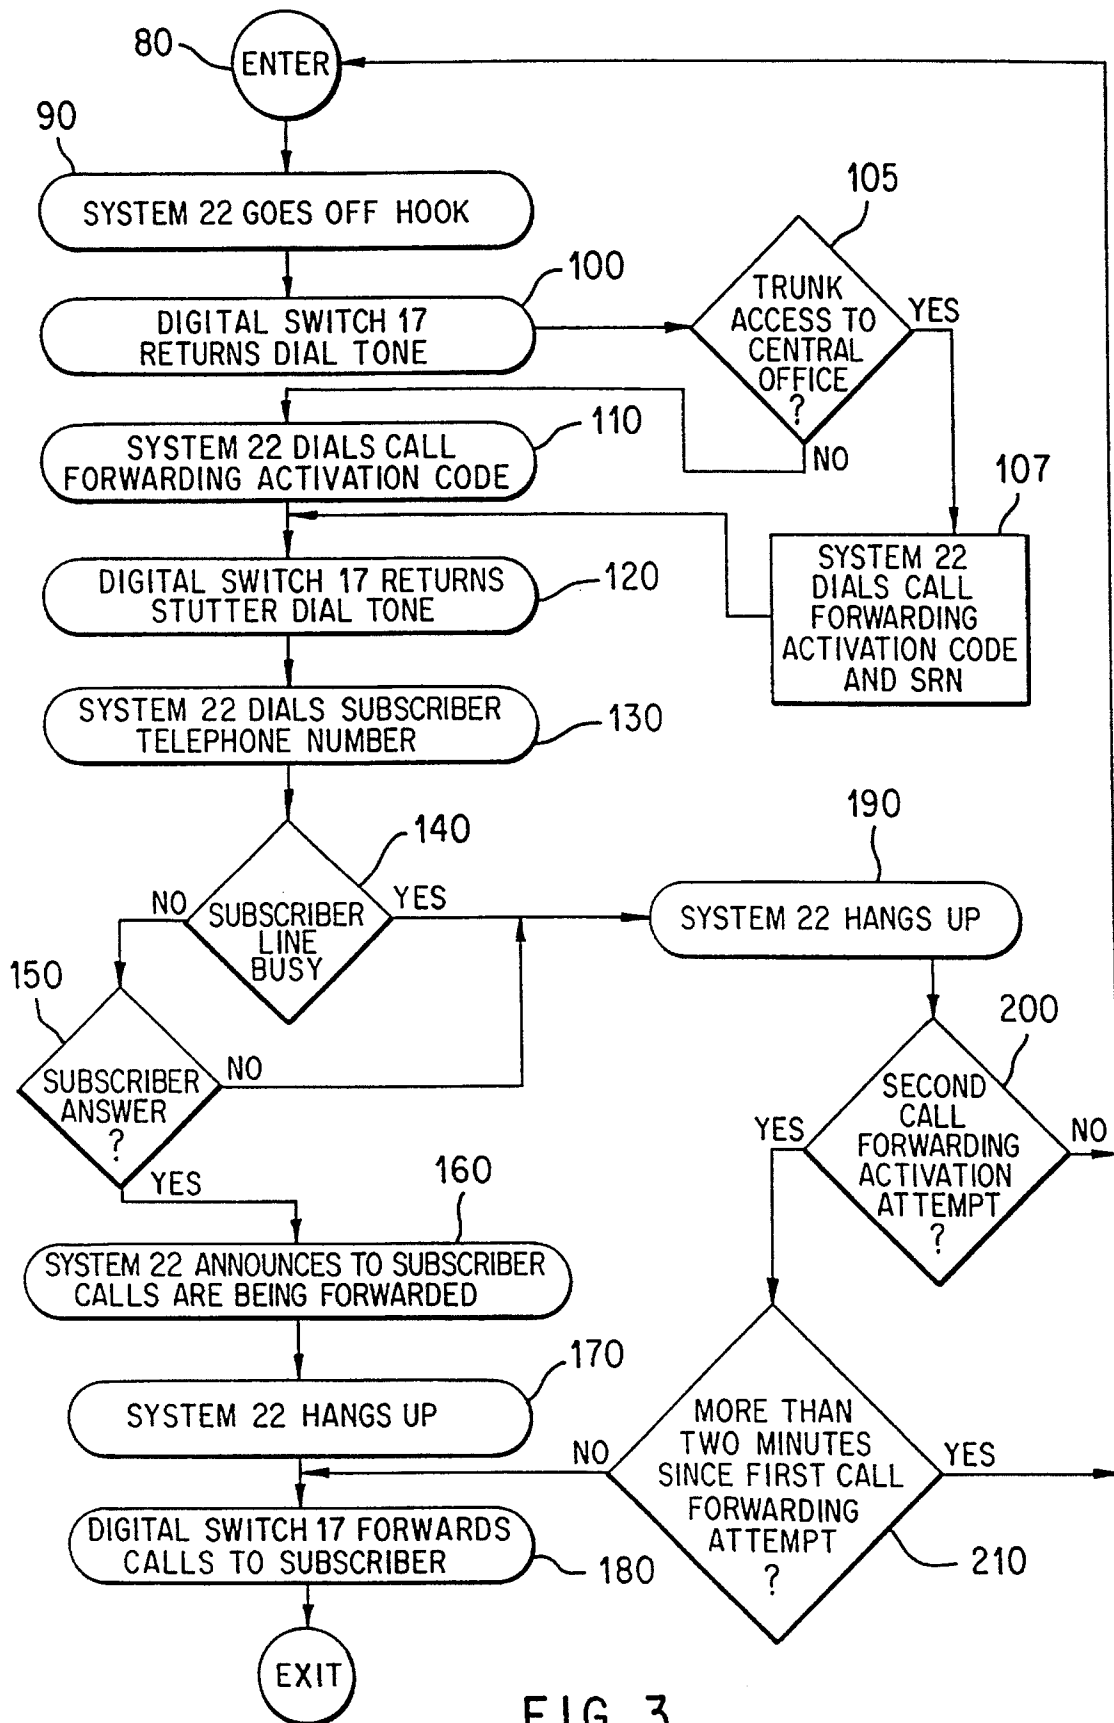 80
ENTER
90
SYSTEM 22 GOES OFF HOOK
105
100
DIGITAL SWITCH 17
RETURNS DIAL TONE
TRUNK
ACCESS TO
CENTRAL
OFFICE
?
YES
NO
110
SYSTEM 22 DIALS CALL
FORWARDING ACTIVATION CODE
107
SYSTEM 22
DIALS CALL
FORWARDING
ACTIVATION CODE
AND SRN
DIGITAL SWITCH 17 RETURNS
STUTTER DIAL TONE
120
SYSTEM 22 DIALS SUBSCRIBER
TELEPHONE NUMBER
130
140
SUBSCRIBER
LINE
BUSY
NO
YES
190
SYSTEM 22 HANGS UP
150
SUBSCRIBER
ANSWER
?
NO
YES
200
SECOND
CALL
FORWARDING
ACTIVATION
ATTEMPT
?
YES
NO
160
SYSTEM 22 ANNOUNCES TO SUBSCRIBER
CALLS ARE BEING FORWARDED
170
SYSTEM 22 HANGS UP
MORE THAN
TWO MINUTES
SINCE FIRST CALL
FORWARDING
ATTEMPT
?
NO
YES
210
DIGITAL SWITCH 17 FORWARDS
CALLS TO SUBSCRIBER
180
EXIT
FIG. 3